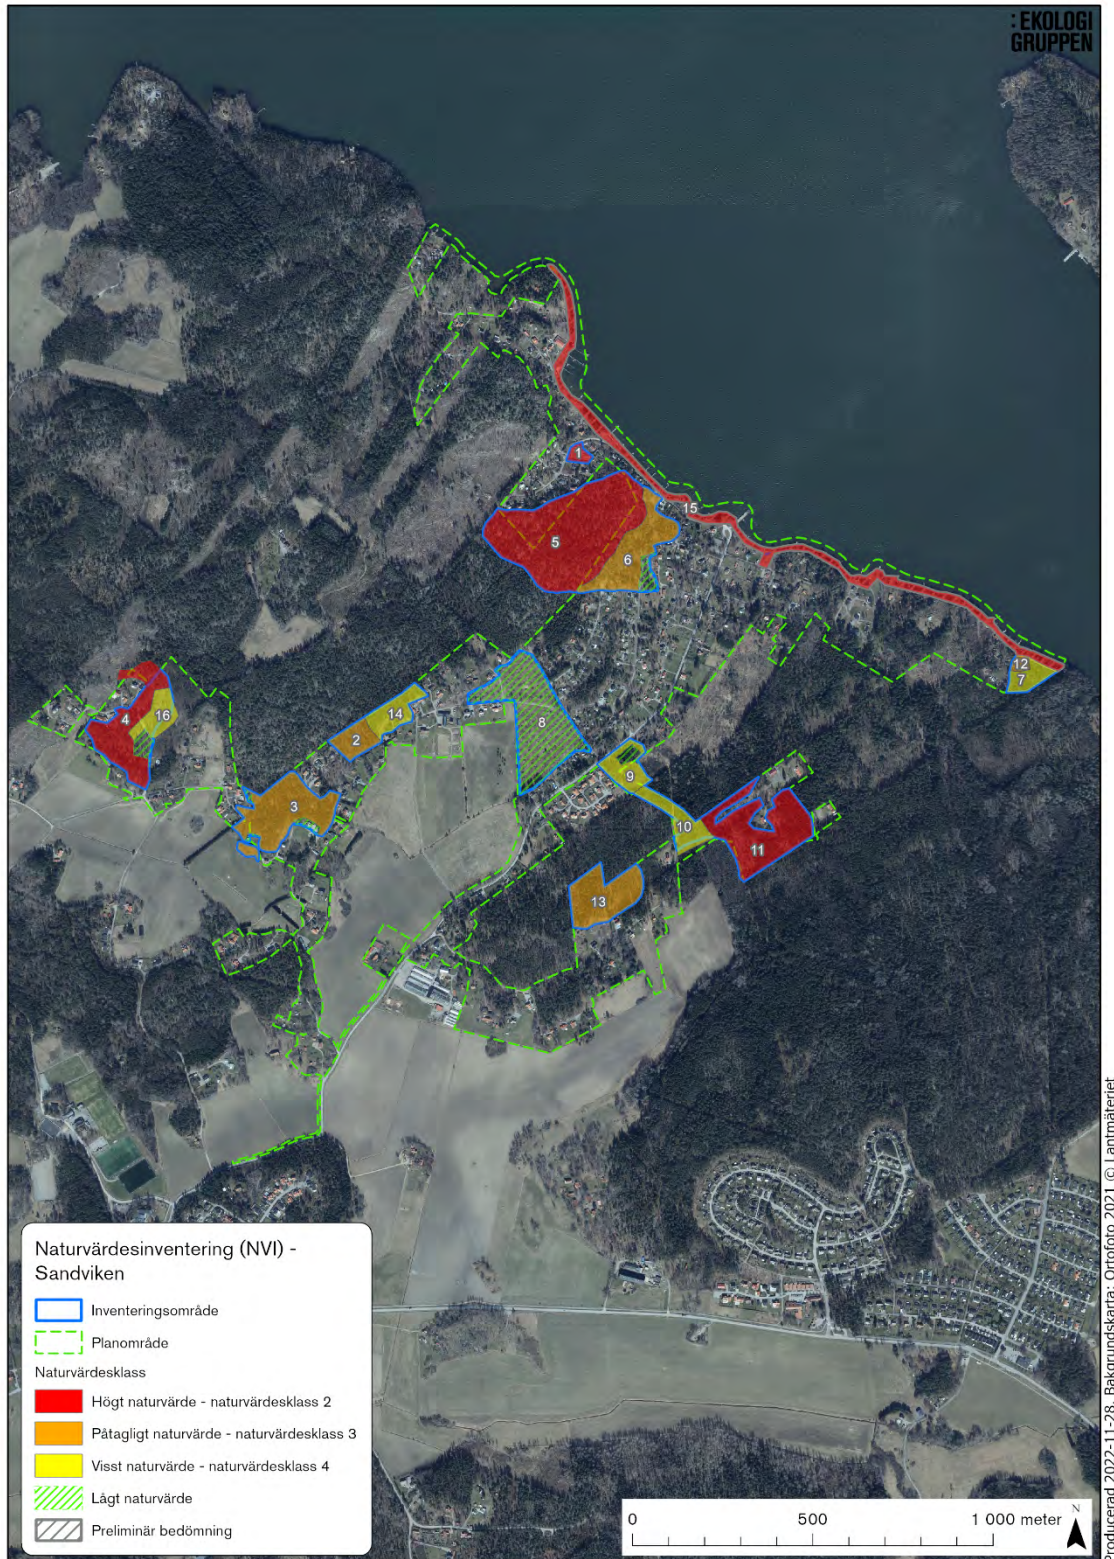 :EKOLOGI
GRUPPEN
1
15
5
6
12
7
4
16
14
2
8
9
3
10
11
13
Naturvärdesinventering (NVI) -
Sandviken
Inventeringsområde
Planområde
Naturvärdesklass
Högt naturvärde - naturvärdesklass 2
Påtagligt naturvärde - naturvärdesklass 3
Visst naturvärde - naturvärdesklass 4
Lågt naturvärde
Preliminär bedömning
0 500 1 000 meter
N
Producerad 2022-11-28. Bakgrundskarta: Ortofoto 2021 © Lantmäteriet